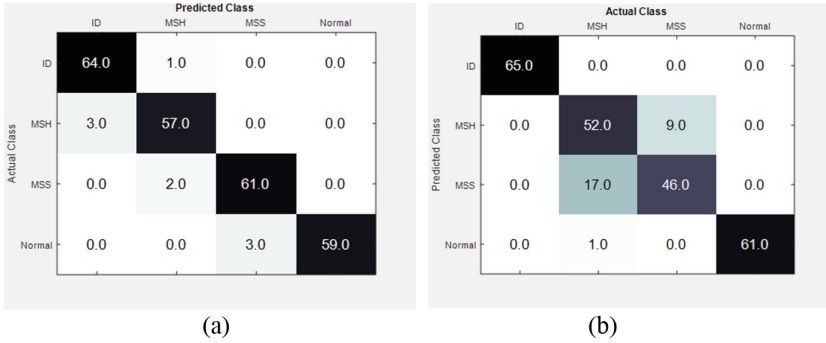 Predicted Class
ID MSH MSS Normal
Actual Class
ID 64.0 1.0 0.0 0.0
MSH 3.0 57.0 0.0 0.0
MSS 0.0 2.0 61.0 0.0
Normal 0.0 0.0 3.0 59.0
(a)
Actual Class
ID MSH MSS Normal
Predicted Class
ID 65.0 0.0 0.0 0.0
MSH 0.0 52.0 9.0 0.0
MSS 0.0 17.0 46.0 0.0
Normal 0.0 1.0 0.0 61.0
(b)